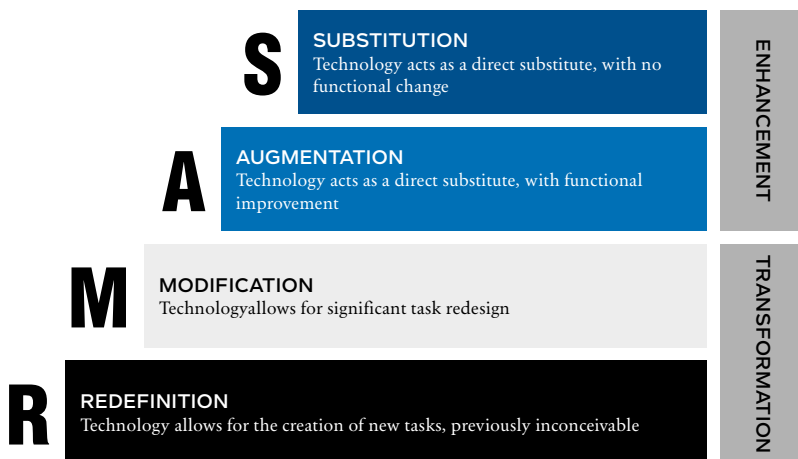 S
SUBSTITUTION
Technology acts as a direct substitute, with no
functional change
A
AUGMENTATION
Technology acts as a direct substitute, with functional
improvement
ENHANCEMENT
M
MODIFICATION
Technologyallows for significant task redesign
R
REDEFINITION
Technology allows for the creation of new tasks, previously inconceivable
TRANSFORMATION